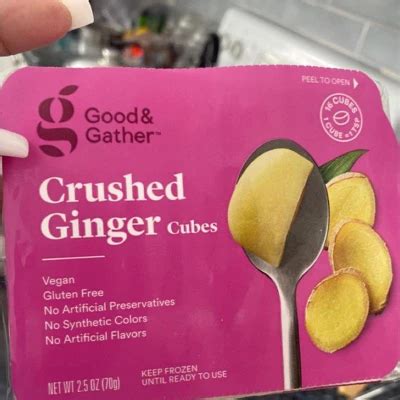 PEEL TO OPEN
16 CUBES
1 CUBE = 1 TSP
g
Good&
Gather™
Crushed
Ginger Cubes
Vegan
Gluten Free
No Artificial Preservatives
No Synthetic Colors
No Artificial Flavors
NET WT 2.5 OZ (70g)
KEEP FROZEN
UNTIL READY TO USE